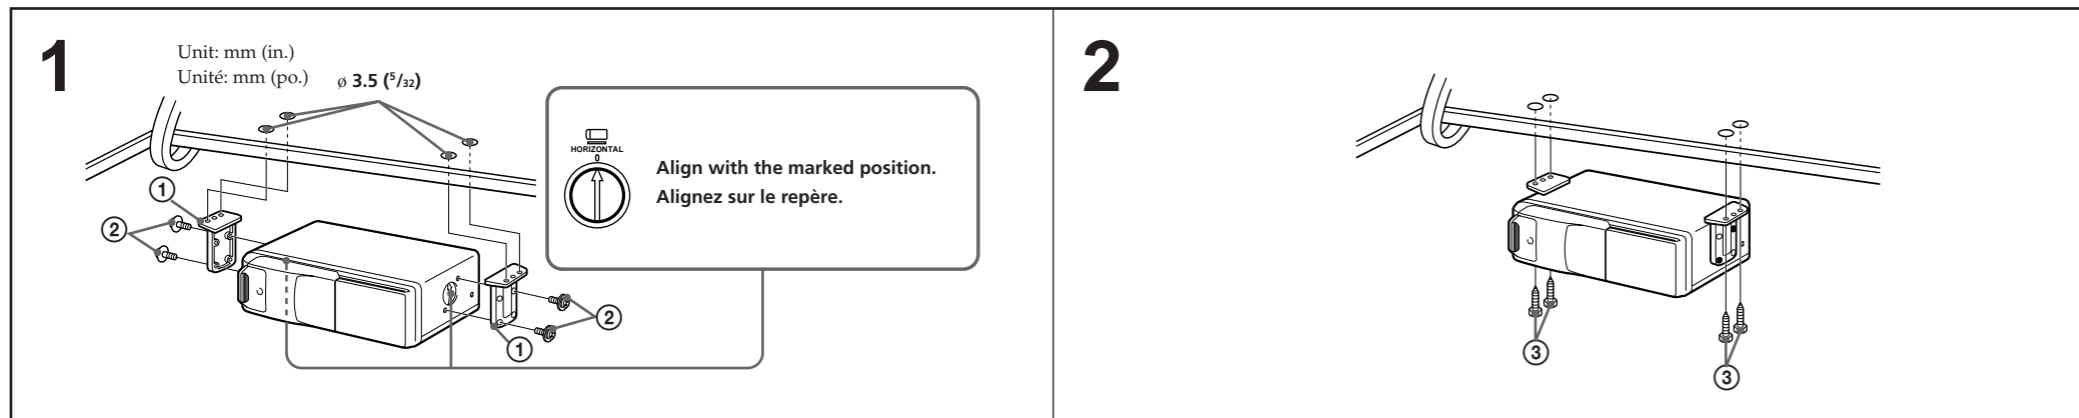 1
Unit: mm (in.)
Unité: mm (po.)
ø 3.5 (5/32)
HORIZONTAL
0
Align with the marked position.
Alignez sur le repère.
①
②
②
①
2
③
③